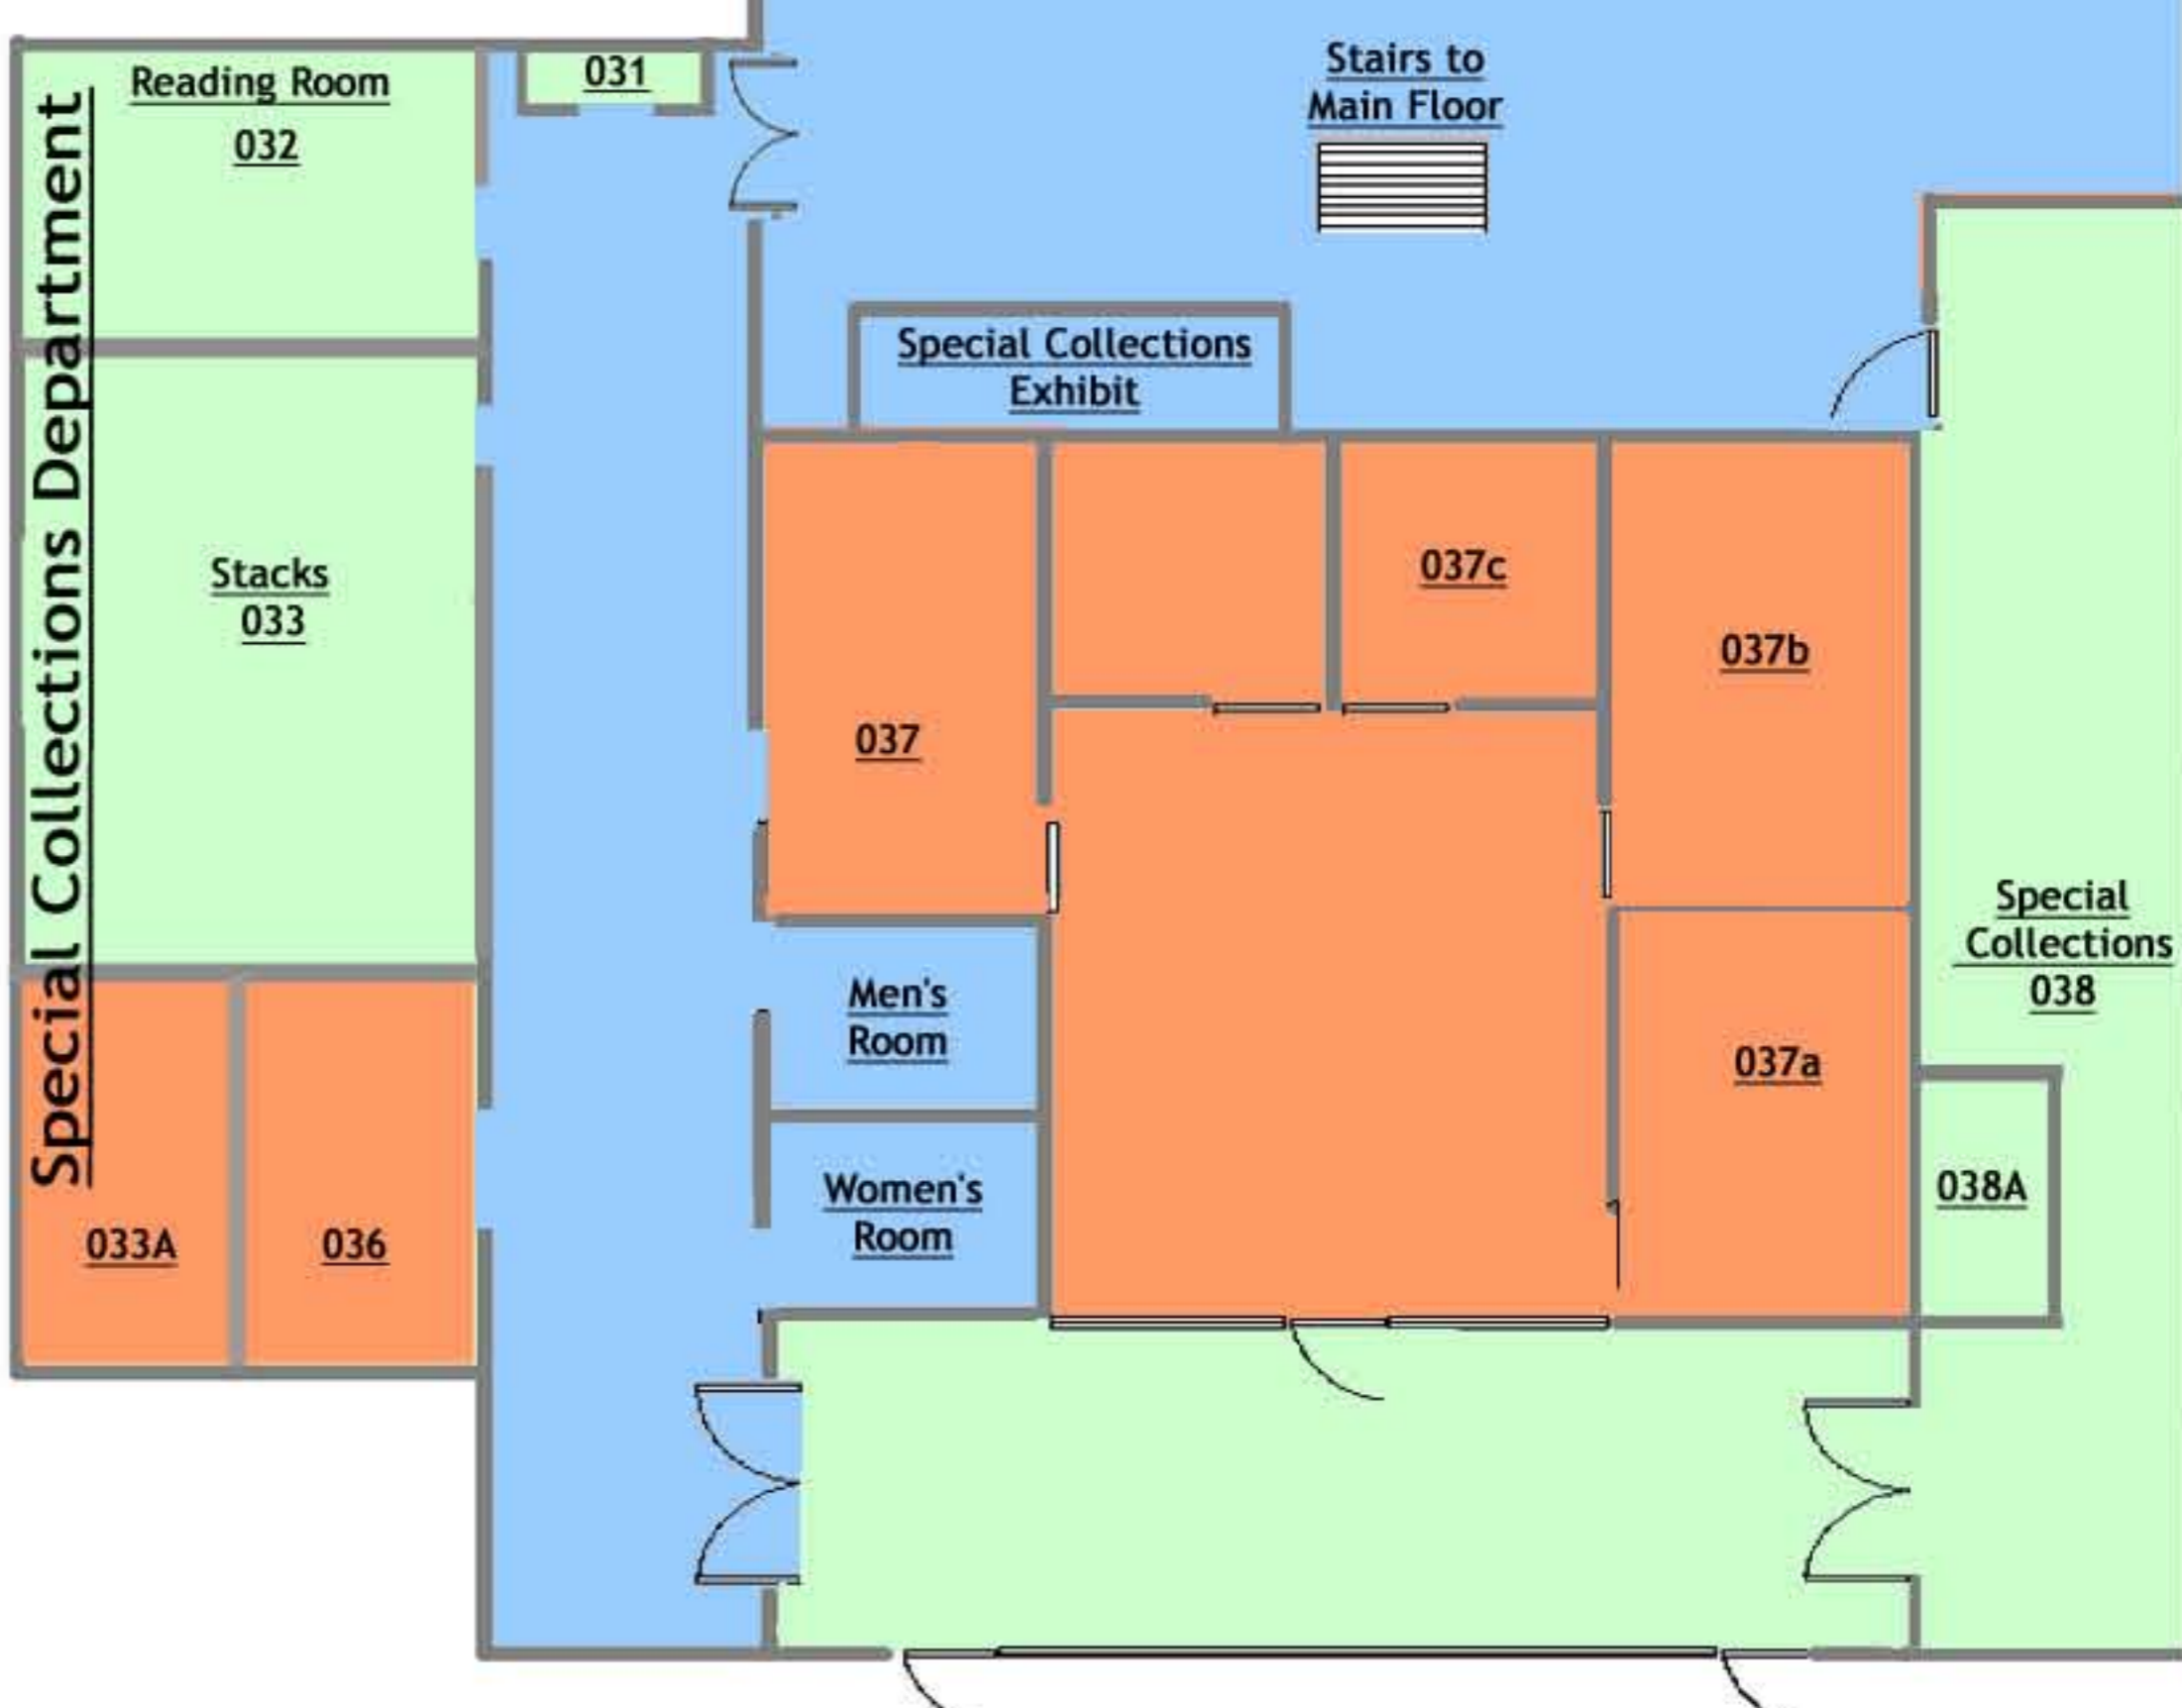 Special Collections Department
Reading Room
032
031
Stairs to
Main Floor
Special Collections
Exhibit
Stacks
033
037
037c
037b
Special
Collections
038
Men's
Room
037a
Women's
Room
038A
033A
036